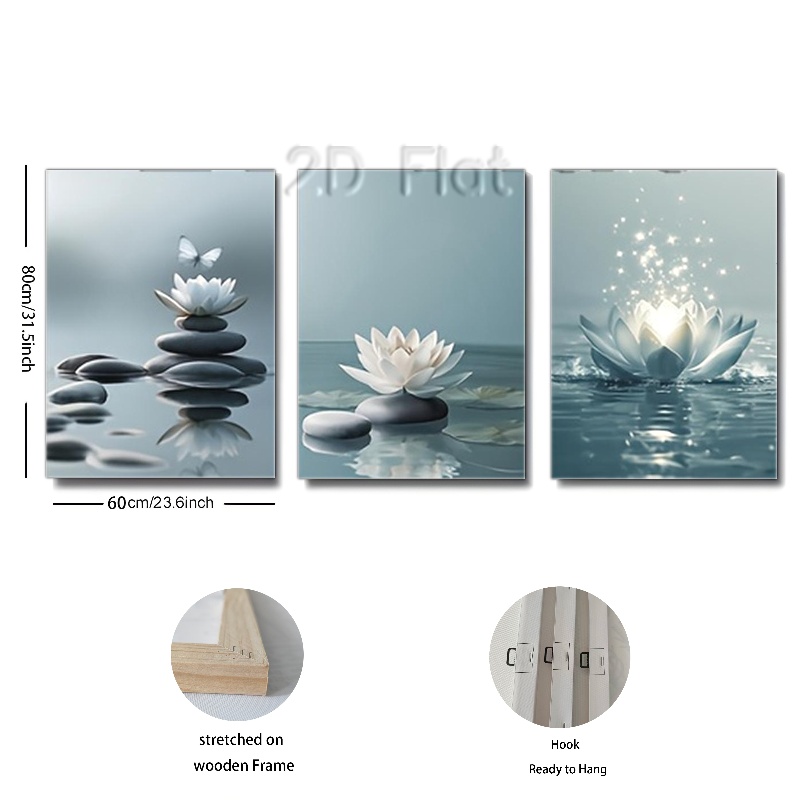 2D Flat
80cm/31.5inch
60cm/23.6inch
stretched on
wooden Frame
Hook
Ready to Hang